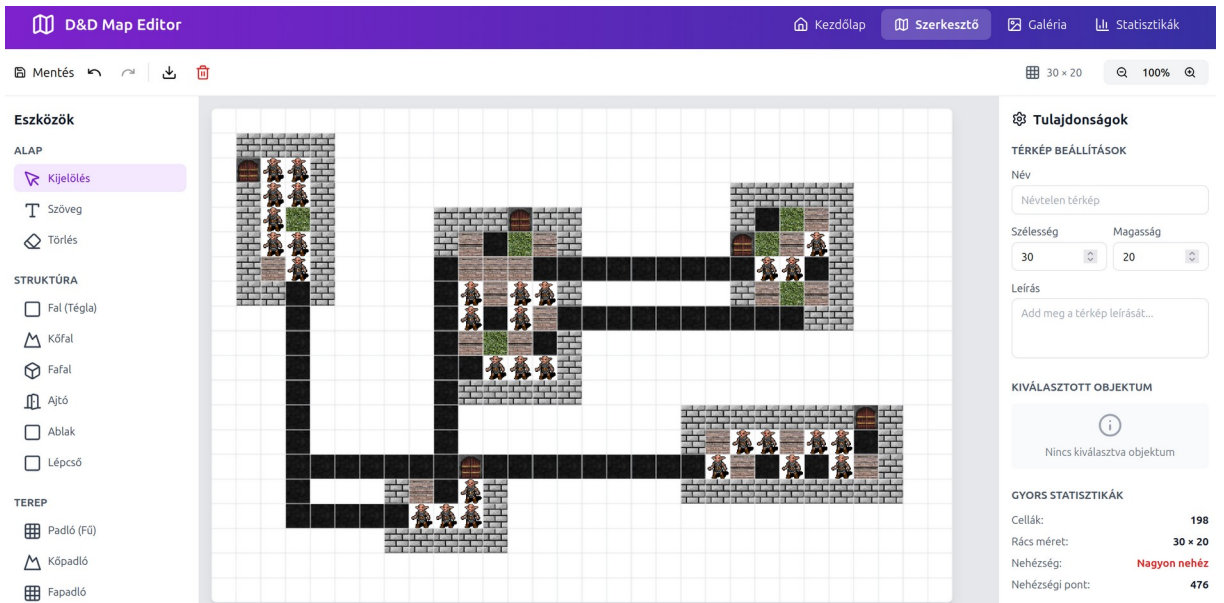 D&D Map Editor
Kezdőlap
Szerkesztő
Galéria
Statisztikák
Mentés
30 × 20
100%
Eszközök
ALAP
Kijelölés
Szöveg
Törlés
STRUKTÚRA
Fal (Tégla)
Kőfal
Fafal
Ajtó
Ablak
Lépcső
TEREP
Padló (Fű)
Kőpadló
Fapadló
Tulajdonságok
TÉRKÉP BEÁLLÍTÁSOK
Név
Névtelen térkép
Szélesség Magasság
30 20
Leírás
Add meg a térkép leírását...
KIVÁLASZTOTT OBJEKTUM
Nincs kiválasztva objektum
GYORS STATISZTIKÁK
Cellák: 198
Rács méret: 30 × 20
Nehézség: Nagyon nehéz
Nehézségi pont: 476